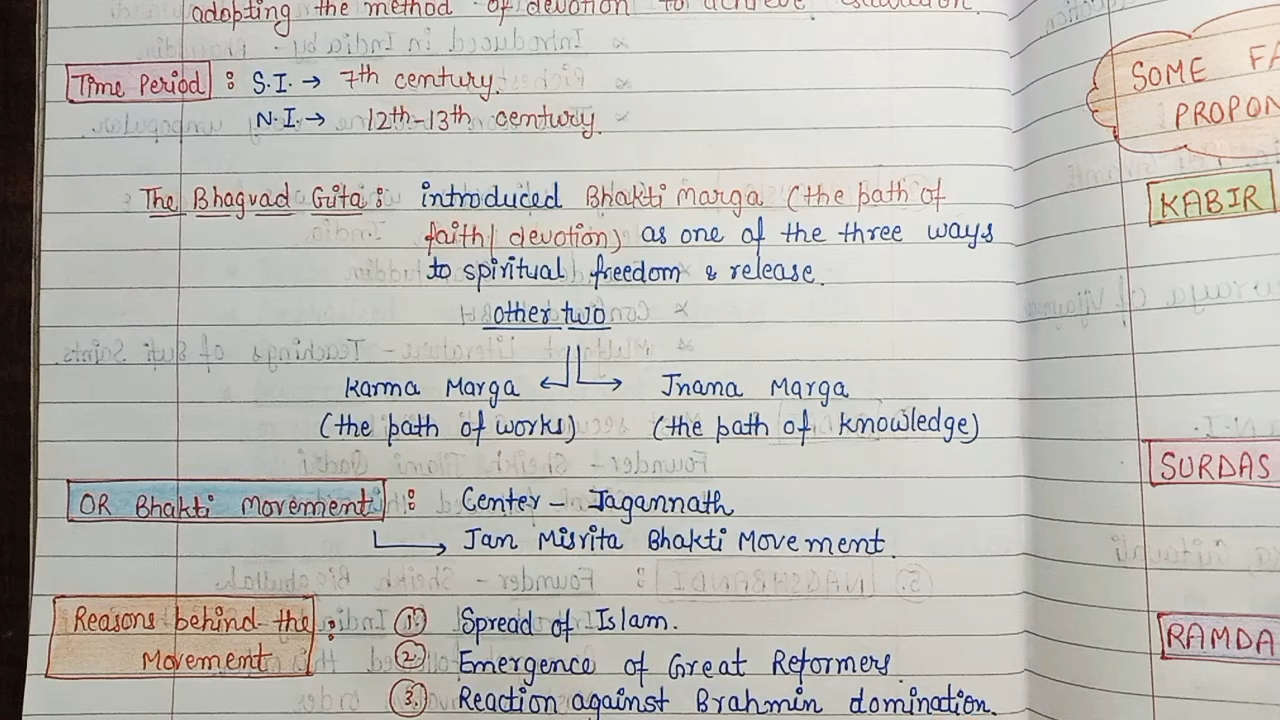 adopting the method of devotion to achieve salvation.
Time Period : S.I. → 7th century.
N.I. → 12th-13th century.
The Bhagvad Gita : introduced Bhakti Marga (the path of
faith/devotion) as one of the three ways
to spiritual freedom & release.
other two
Karma Marga ← → Jnana Marga
(the path of works) (the path of knowledge)
OR Bhakti Movement : Center - Jagannath
→ Jan Misrita Bhakti Movement.
Reasons behind the : ① Spread of Islam.
Movement ② Emergence of Great Reformers.
③ Reaction against Brahmin domination.
SOME
PROPON
KABIR
SURDAS
RAMDA